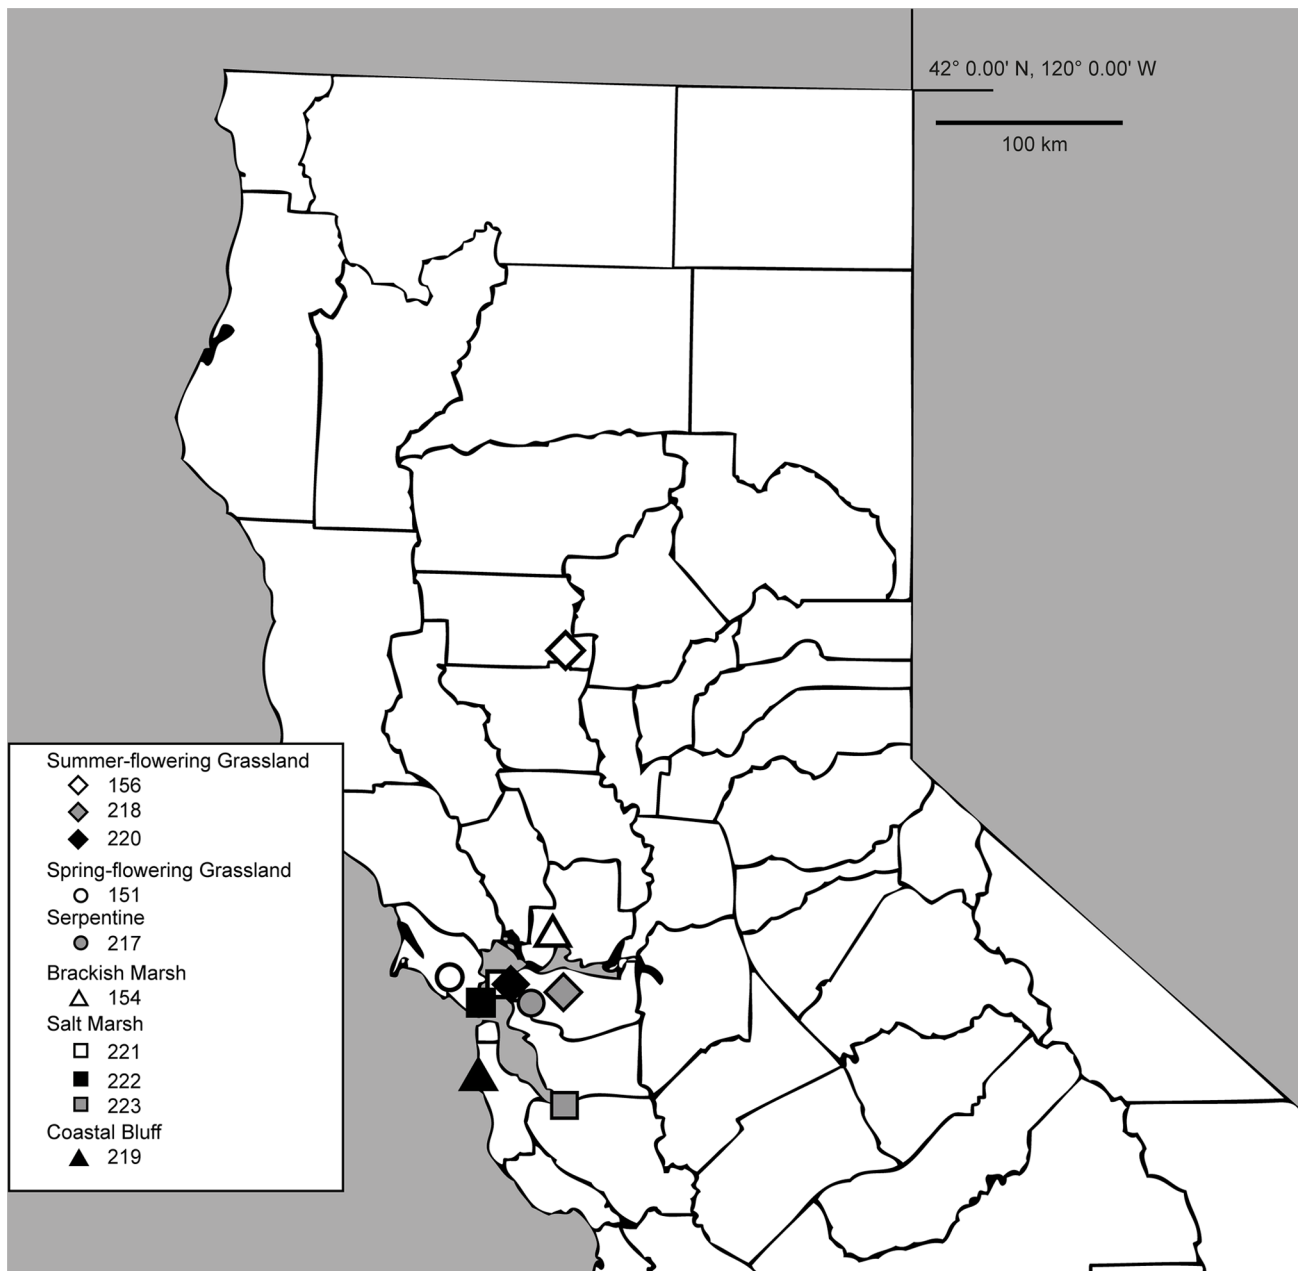 42° 0.00' N, 120° 0.00' W
100 km
Summer-flowering Grassland
156
218
220
Spring-flowering Grassland
151
Serpentine
217
Brackish Marsh
154
Salt Marsh
221
222
223
Coastal Bluff
219